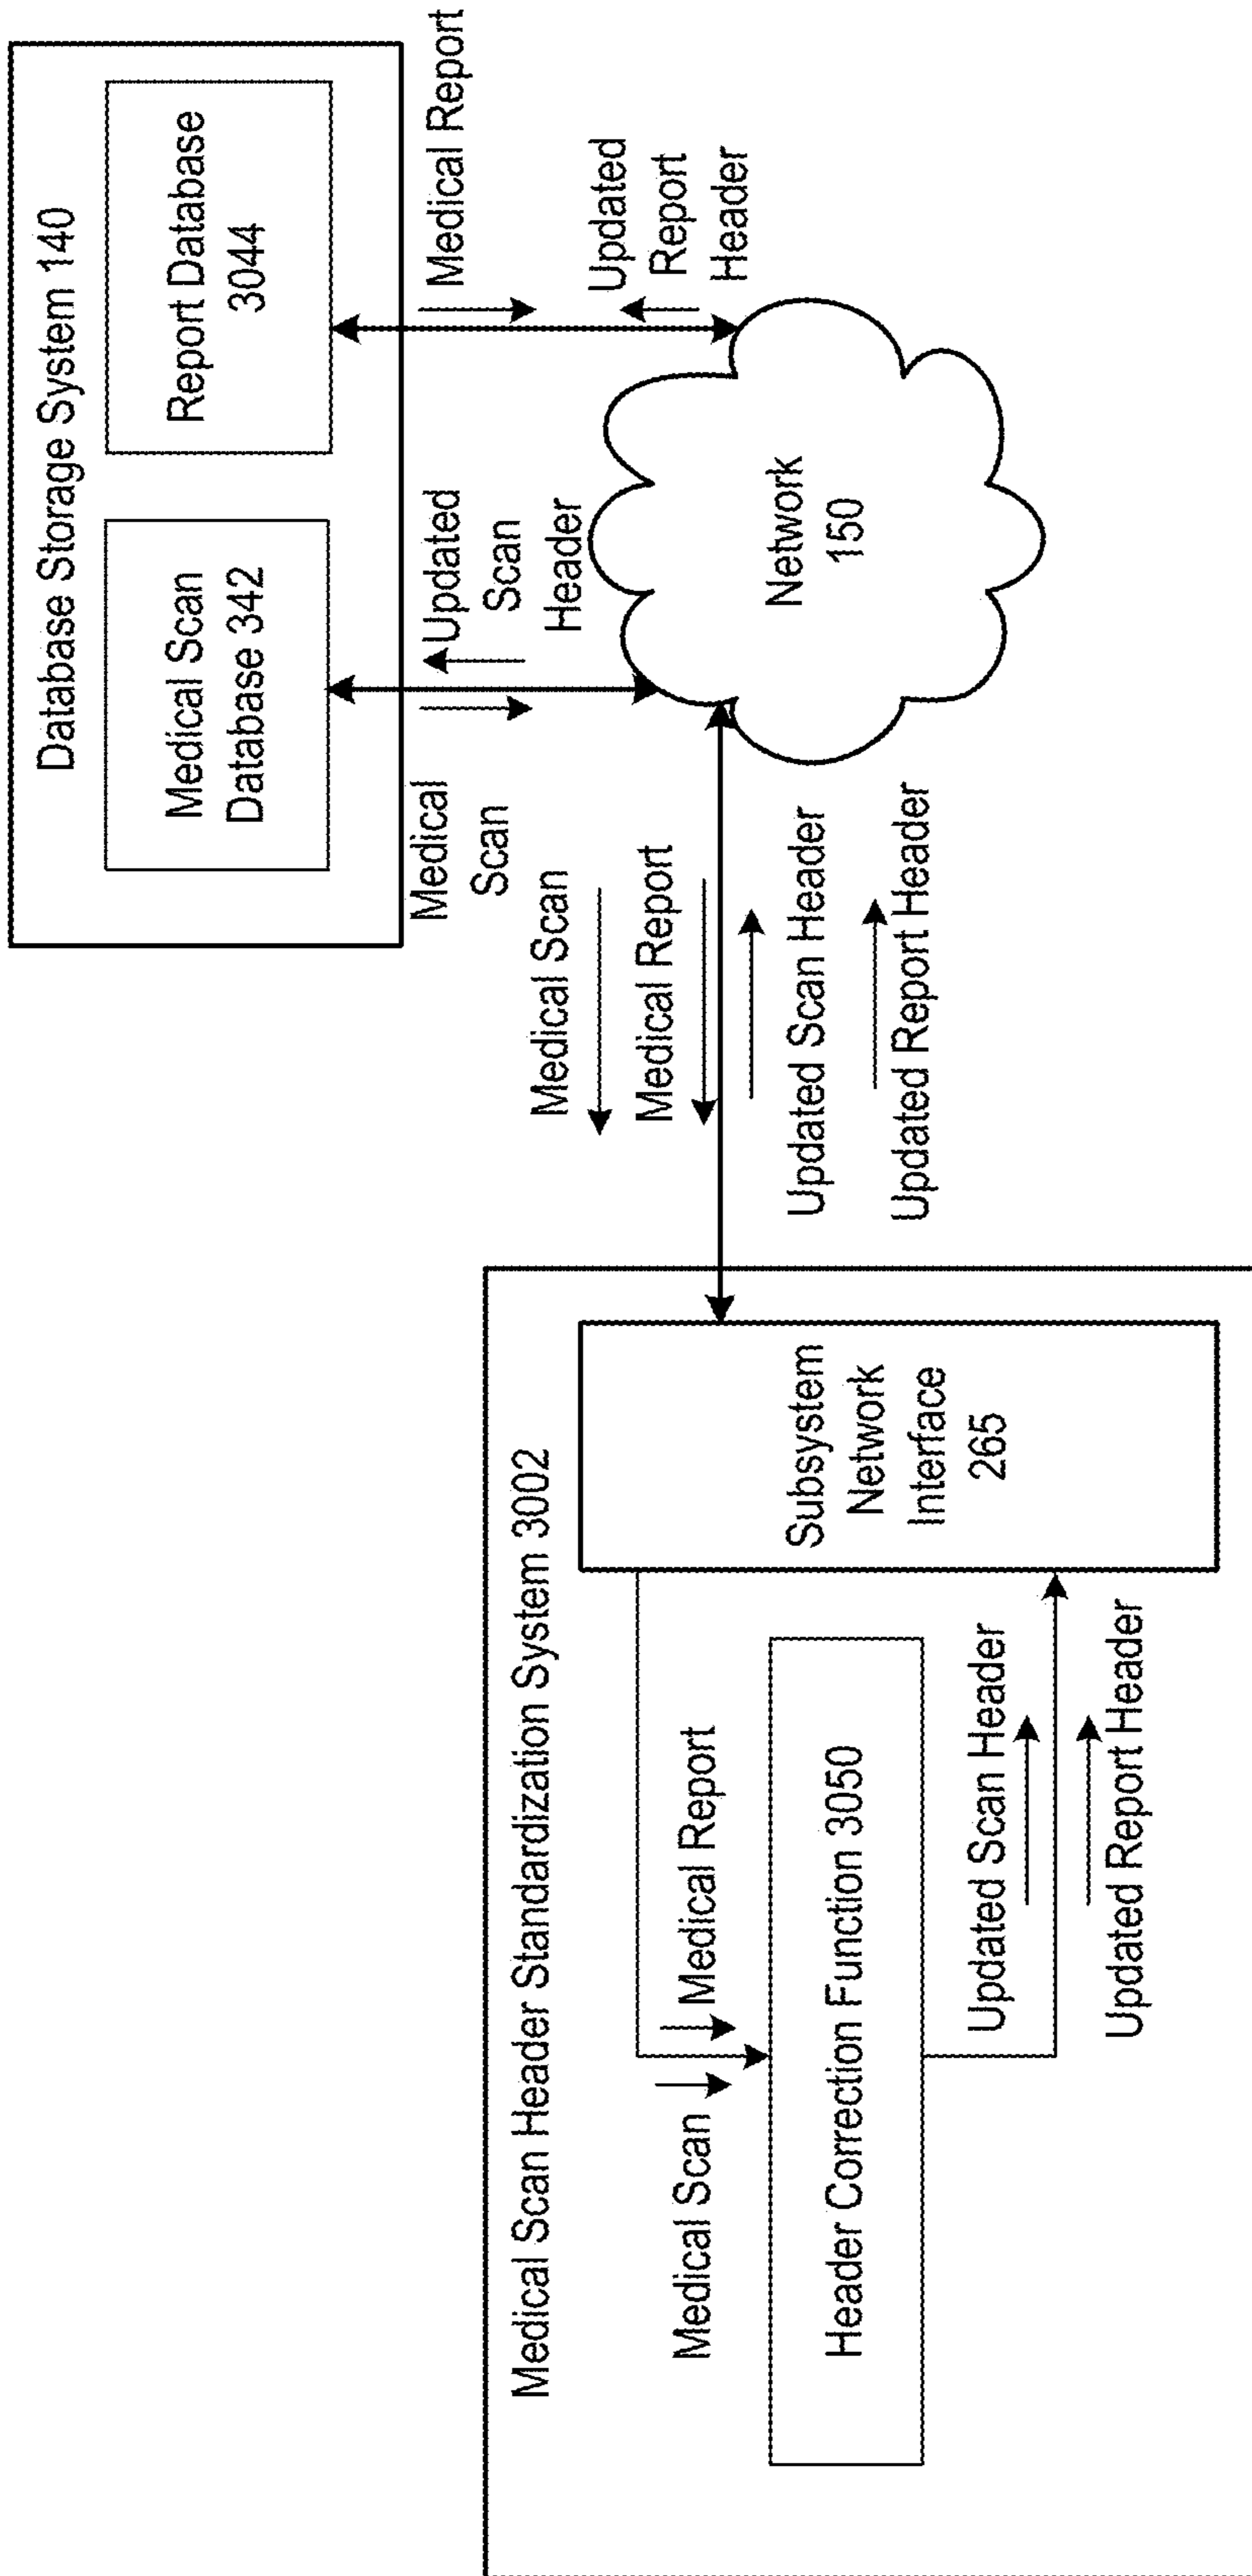 Database Storage System 140
Medical Scan
Database 342
Report Database
3044
Medical
Scan
Updated
Scan
Header
Medical Report
Updated
Report
Header
Network
150
Medical Scan
Medical Report
Updated Scan Header
Updated Report Header
Medical Scan Header Standardization System 3002
Subsystem
Network
Interface
265
Medical Scan
Medical Report
Header Correction Function 3050
Updated Scan Header
Updated Report Header